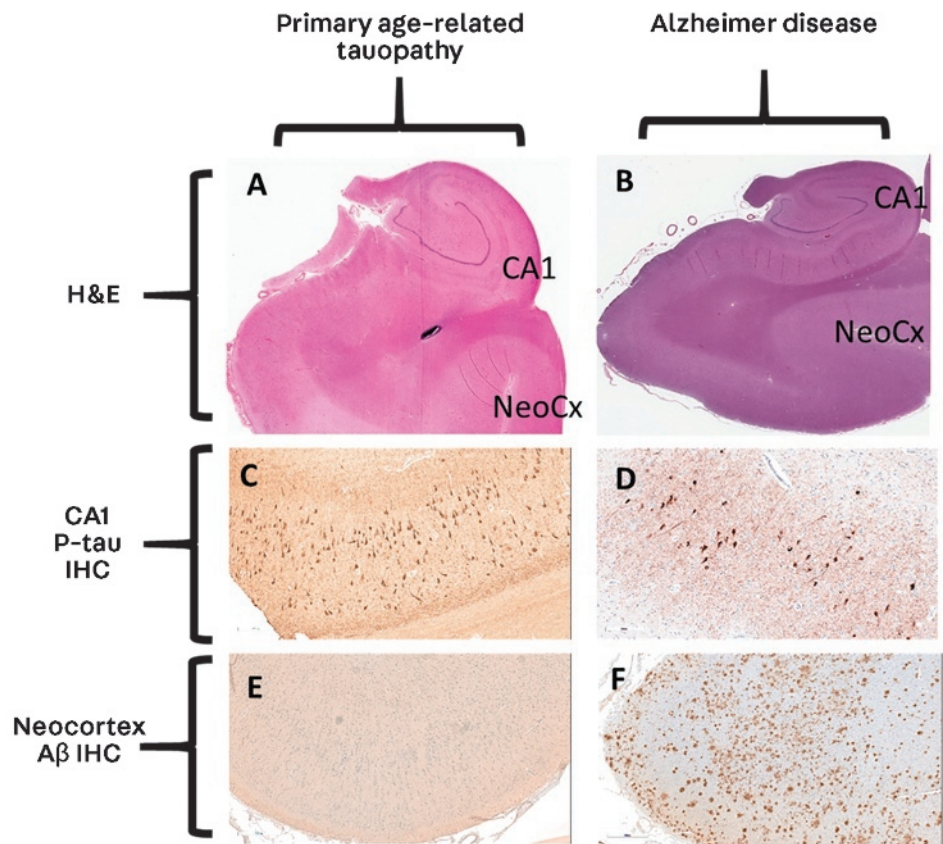 Primary age-related
tauopathy
Alzheimer disease
H&E
A
CA1
NeoCx
B
CA1
NeoCx
CA1
P-tau
IHC
C
D
Neocortex
Aβ IHC
E
F